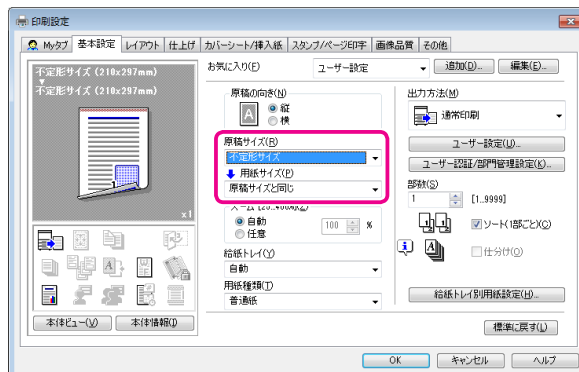 印刷設定
Myタブ 基本設定 レイアウト 仕上げ カバーシート/挿入紙 スタンプ/ページ印字 画像品質 その他
不定形サイズ (210x297mm)
不定形サイズ (210x297mm)
x1
本体ビュー(V) 本体情報(I)
お気に入り(F) ユーザー設定 追加(D)... 編集(E)...
原稿の向き(N)
A
縦
横
原稿サイズ(R)
不定形サイズ
用紙サイズ(P)
原稿サイズと同じ
ズーム [25..400%](Z)
自動
任意
100 %
給紙トレイ(Y)
自動
用紙種類(T)
普通紙
出力方法(M)
通常印刷
ユーザー設定(U)...
ユーザー認証/部門管理設定(K)...
部数(S)
1 [1..9999]
ソート(1部ごと)(C)
仕分け(O)
給紙トレイ別用紙設定(H)...
標準に戻す(L)
OK キャンセル ヘルプ